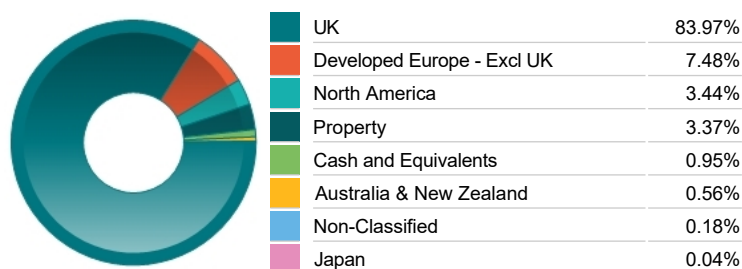 UK 83.97%
Developed Europe - Excl UK 7.48%
North America 3.44%
Property 3.37%
Cash and Equivalents 0.95%
Australia & New Zealand 0.56%
Non-Classified 0.18%
Japan 0.04%